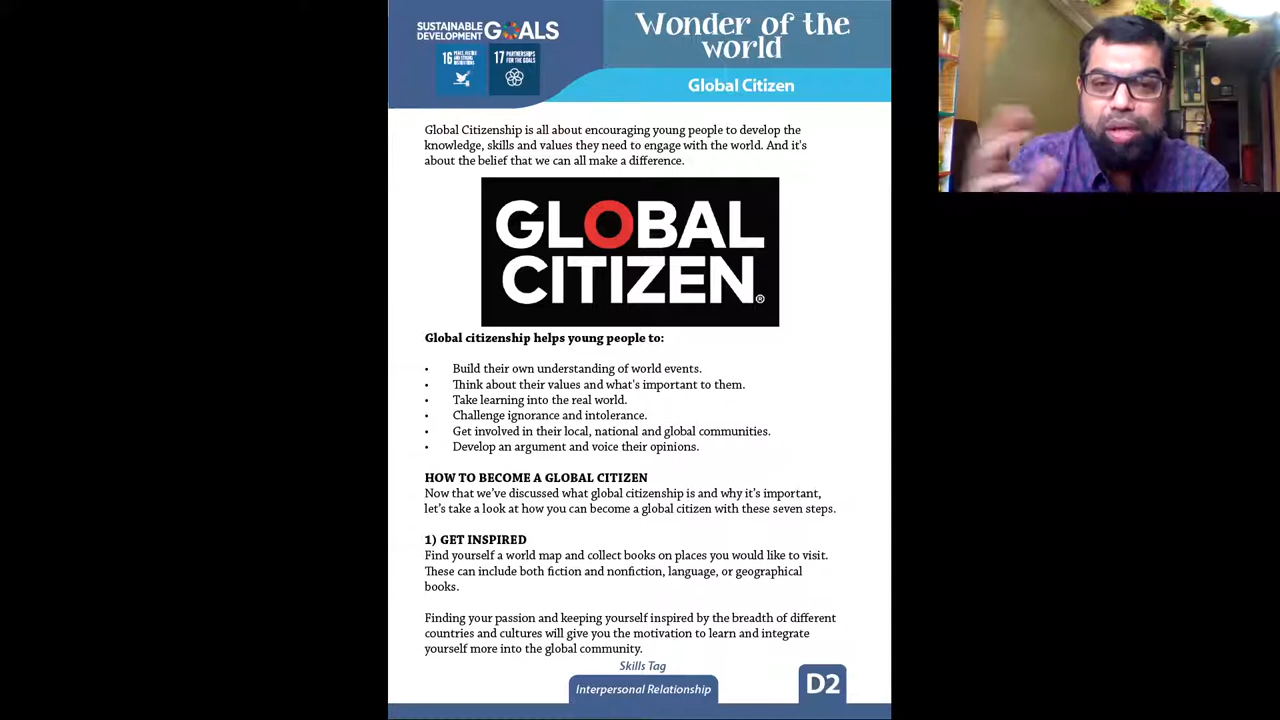 SUSTAINABLE
DEVELOPMENT GOALS
16 PEACE, JUSTICE
AND STRONG
INSTITUTIONS
17 PARTNERSHIPS
FOR THE GOALS
Wonder of the
world
Global Citizen
Global Citizenship is all about encouraging young people to develop the
knowledge, skills and values they need to engage with the world. And it's
about the belief that we can all make a difference.
GLOBAL
CITIZEN®
Global citizenship helps young people to:
• Build their own understanding of world events.
• Think about their values and what's important to them.
• Take learning into the real world.
• Challenge ignorance and intolerance.
• Get involved in their local, national and global communities.
• Develop an argument and voice their opinions.
HOW TO BECOME A GLOBAL CITIZEN
Now that we’ve discussed what global citizenship is and why it’s important,
let’s take a look at how you can become a global citizen with these seven steps.
1) GET INSPIRED
Find yourself a world map and collect books on places you would like to visit.
These can include both fiction and nonfiction, language, or geographical
books.
Finding your passion and keeping yourself inspired by the breadth of different
countries and cultures will give you the motivation to learn and integrate
yourself more into the global community.
Skills Tag
Interpersonal Relationship
D2